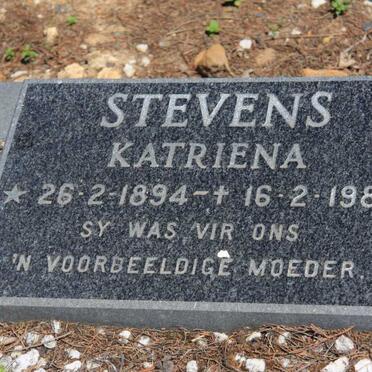 STEVENS
KATRIENA
★ 26-2-1894 - ✝ 16-2-198
SY WAS VIR ONS
'N VOORBEELDIGE MOEDER.